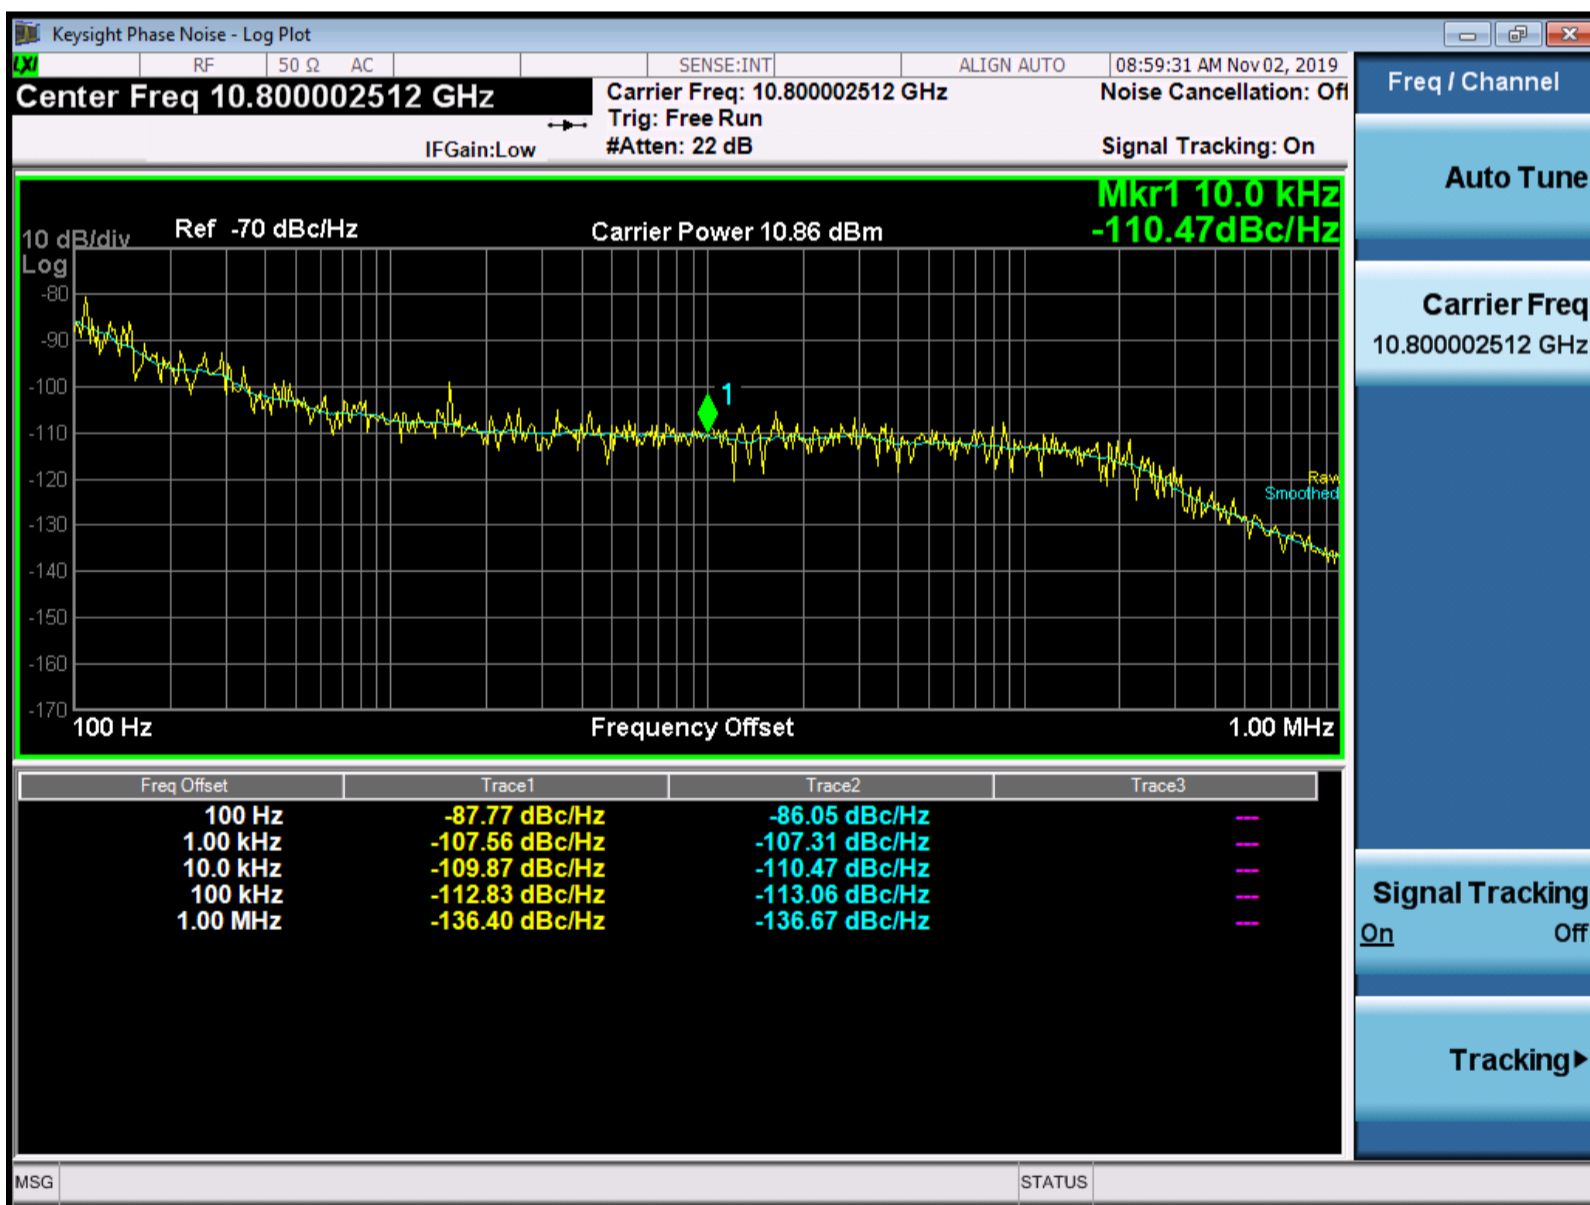 Keysight Phase Noise - Log Plot
LXI RF 50 Ω AC SENSE:INT ALIGN AUTO 08:59:31 AM Nov 02, 2019
Center Freq 10.800002512 GHz
IFGain:Low
Carrier Freq: 10.800002512 GHz
Trig: Free Run
#Atten: 22 dB
Noise Cancellation: Off
Signal Tracking: On
Mkr1 10.0 kHz
-110.47dBc/Hz
10 dB/div
Log
Ref -70 dBc/Hz
Carrier Power 10.86 dBm
-80
-90
-100
1
-110
-120
Raw
Smoothed
-130
-140
-150
-160
-170
100 Hz Frequency Offset 1.00 MHz
Freq Offset Trace1 Trace2 Trace3
100 Hz -87.77 dBc/Hz -86.05 dBc/Hz ---
1.00 kHz -107.56 dBc/Hz -107.31 dBc/Hz ---
10.0 kHz -109.87 dBc/Hz -110.47 dBc/Hz ---
100 kHz -112.83 dBc/Hz -113.06 dBc/Hz ---
1.00 MHz -136.40 dBc/Hz -136.67 dBc/Hz ---
MSG STATUS
Freq / Channel
Auto Tune
Carrier Freq
10.800002512 GHz
Signal Tracking
On Off
Tracking